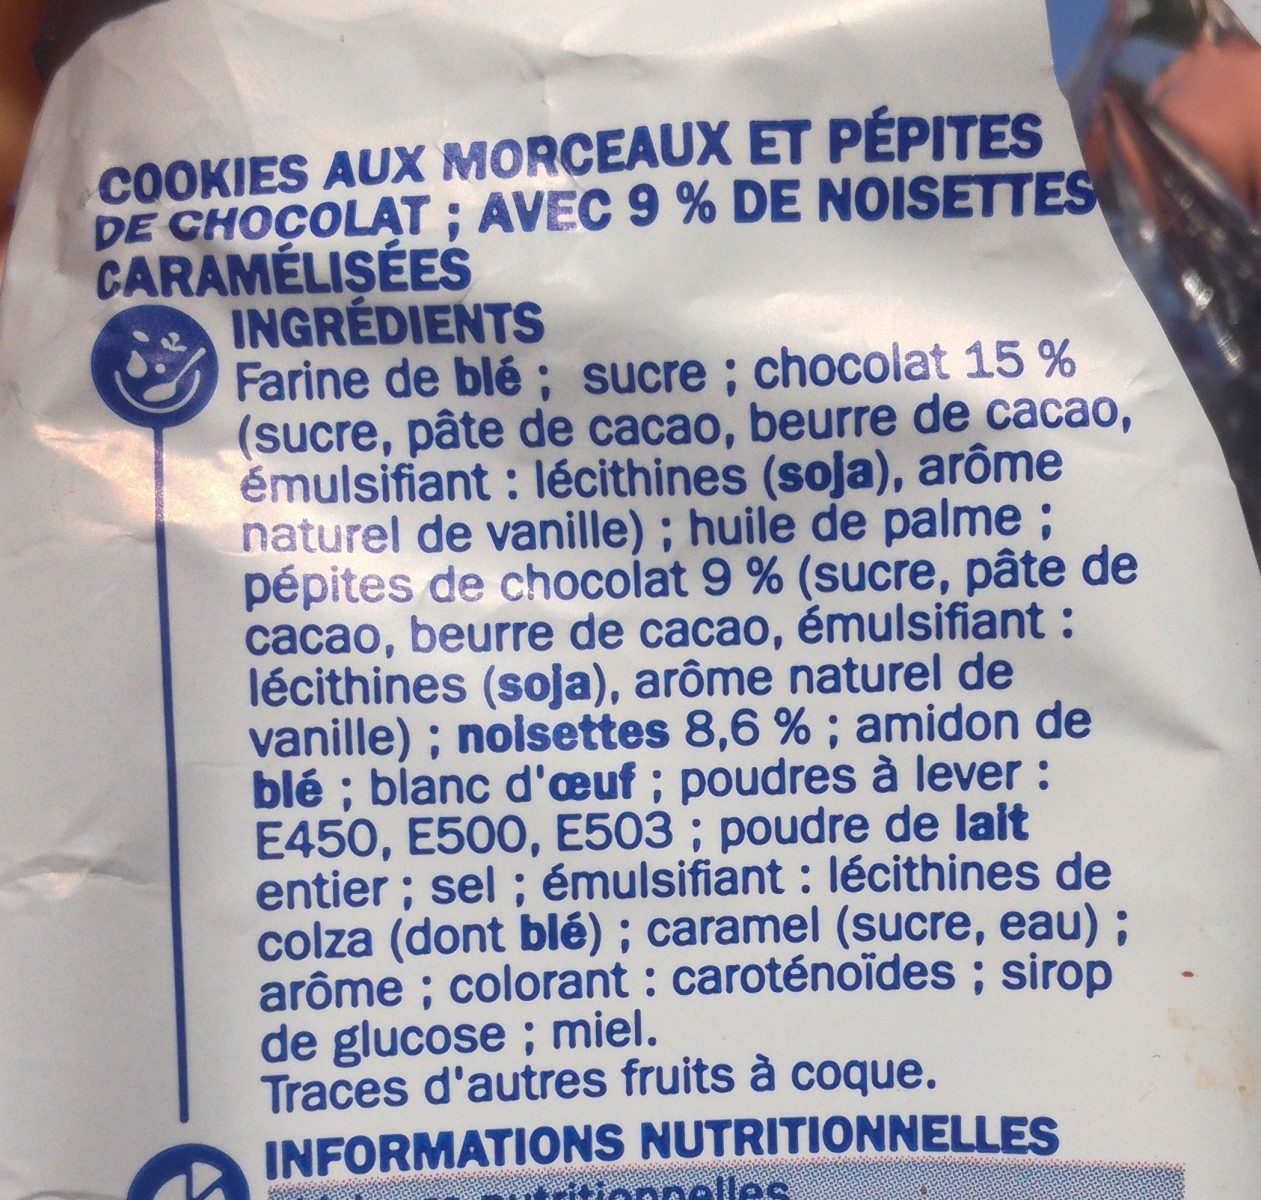 COOKIES AUX MORCEAUX ET PÉPITES
DE CHOCOLAT ; AVEC 9 % DE NOISETTES
CARAMÉLISÉES
INGRÉDIENTS
Farine de blé ; sucre ; chocolat 15 %
(sucre, pâte de cacao, beurre de cacao,
émulsifiant : lécithines (soja), arôme
naturel de vanille) ; huile de palme ;
pépites de chocolat 9 % (sucre, pâte de
cacao, beurre de cacao, émulsifiant :
lécithines (soja), arôme naturel de
vanille) ; noisettes 8,6 % ; amidon de
blé ; blanc d'œuf ; poudres à lever :
E450, E500, E503 ; poudre de lait
entier ; sel ; émulsifiant : lécithines de
colza (dont blé) ; caramel (sucre, eau) ;
arôme ; colorant : caroténoïdes ; sirop
de glucose ; miel.
Traces d'autres fruits à coque.
INFORMATIONS NUTRITIONNELLES
nutritionnelles